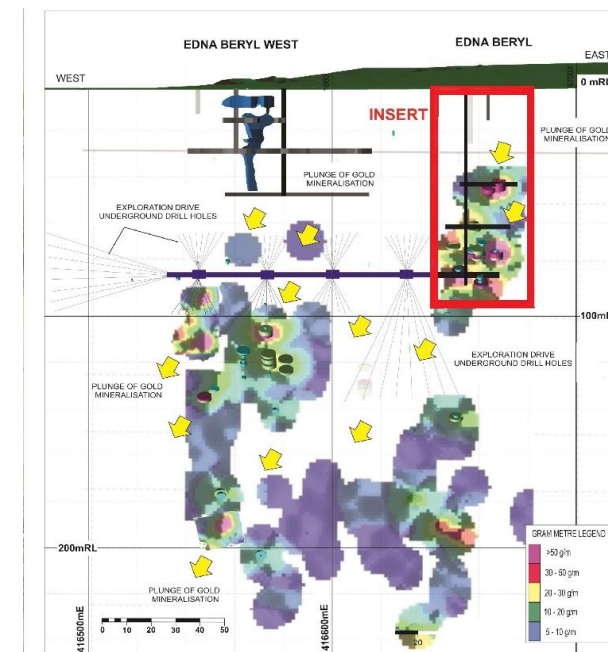 EDNA BERYL WEST
EDNA BERYL
EAST
WEST
0 mRL
INSERT
PLUNGE OF GOLD
MINERALISATION
PLUNGE OF GOLD
MINERALISATION
EXPLORATION DRIVE
UNDERGROUND DRILL HOLES
100mRL
EXPLORATION DRIVE
UNDERGROUND DRILL HOLES
PLUNGE OF GOLD
MINERALISATION
GRAM METRE LEGEND
>50 g/m
30 - 50 g/m
20 - 30 g/m
10 - 20 g/m
5 - 10 g/m
200mRL
PLUNGE OF GOLD
MINERALISATION
416500mE
416600mE
0 10 20 30 40 50
20